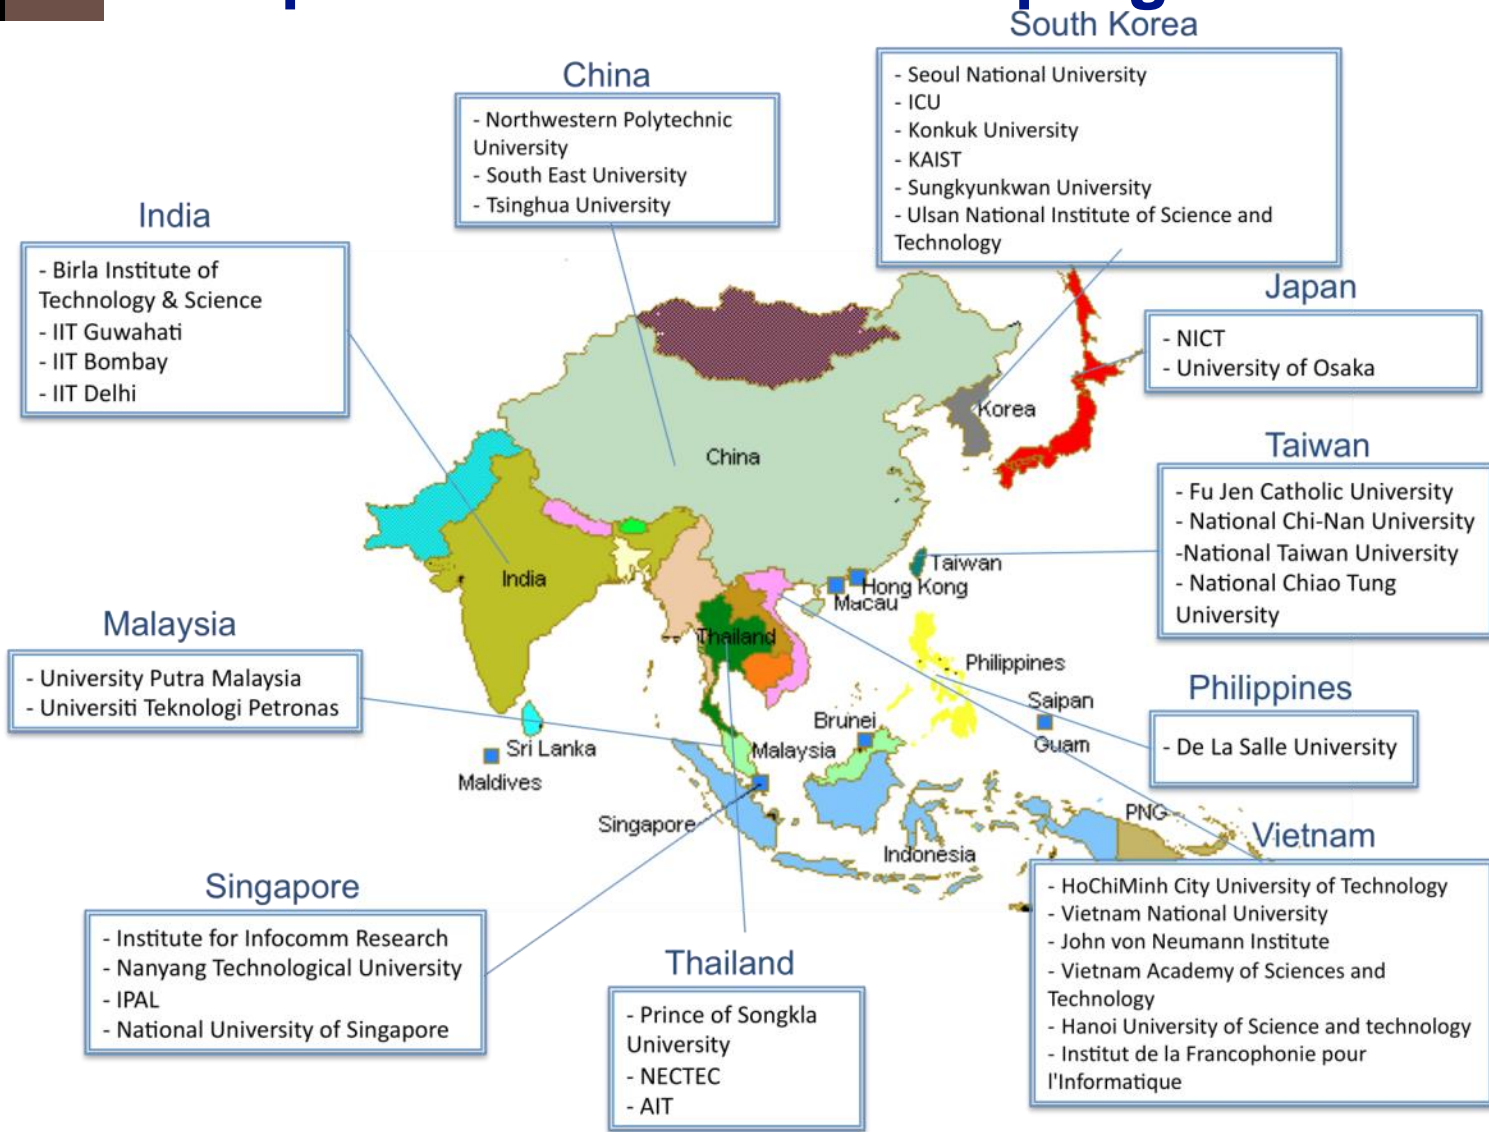 South Korea
- Seoul National University
- ICU
- Konkuk University
- KAIST
- Sungkyunkwan University
- Ulsan National Institute of Science and
Technology
China
- Northwestern Polytechnic
University
- South East University
- Tsinghua University
India
- Birla Institute of
Technology & Science
- IIT Guwahati
- IIT Bombay
- IIT Delhi
Japan
- NICT
- University of Osaka
Taiwan
- Fu Jen Catholic University
- National Chi-Nan University
-National Taiwan University
- National Chiao Tung
University
Malaysia
- University Putra Malaysia
- Universiti Teknologi Petronas
Philippines
- De La Salle University
Vietnam
- HoChiMinh City University of Technology
- Vietnam National University
- John von Neumann Institute
- Vietnam Academy of Sciences and
Technology
- Hanoi University of Science and technology
- Institut de la Francophonie pour
l'Informatique
Singapore
- Institute for Infocomm Research
- Nanyang Technological University
- IPAL
- National University of Singapore
Thailand
- Prince of Songkla
University
- NECTEC
- AIT
Korea
China
India
Taiwan
Hong Kong
Macau
Thailand
Philippines
Saipan
Guam
Brunei
Malaysia
Sri Lanka
Maldives
Singapore
Indonesia
PNG